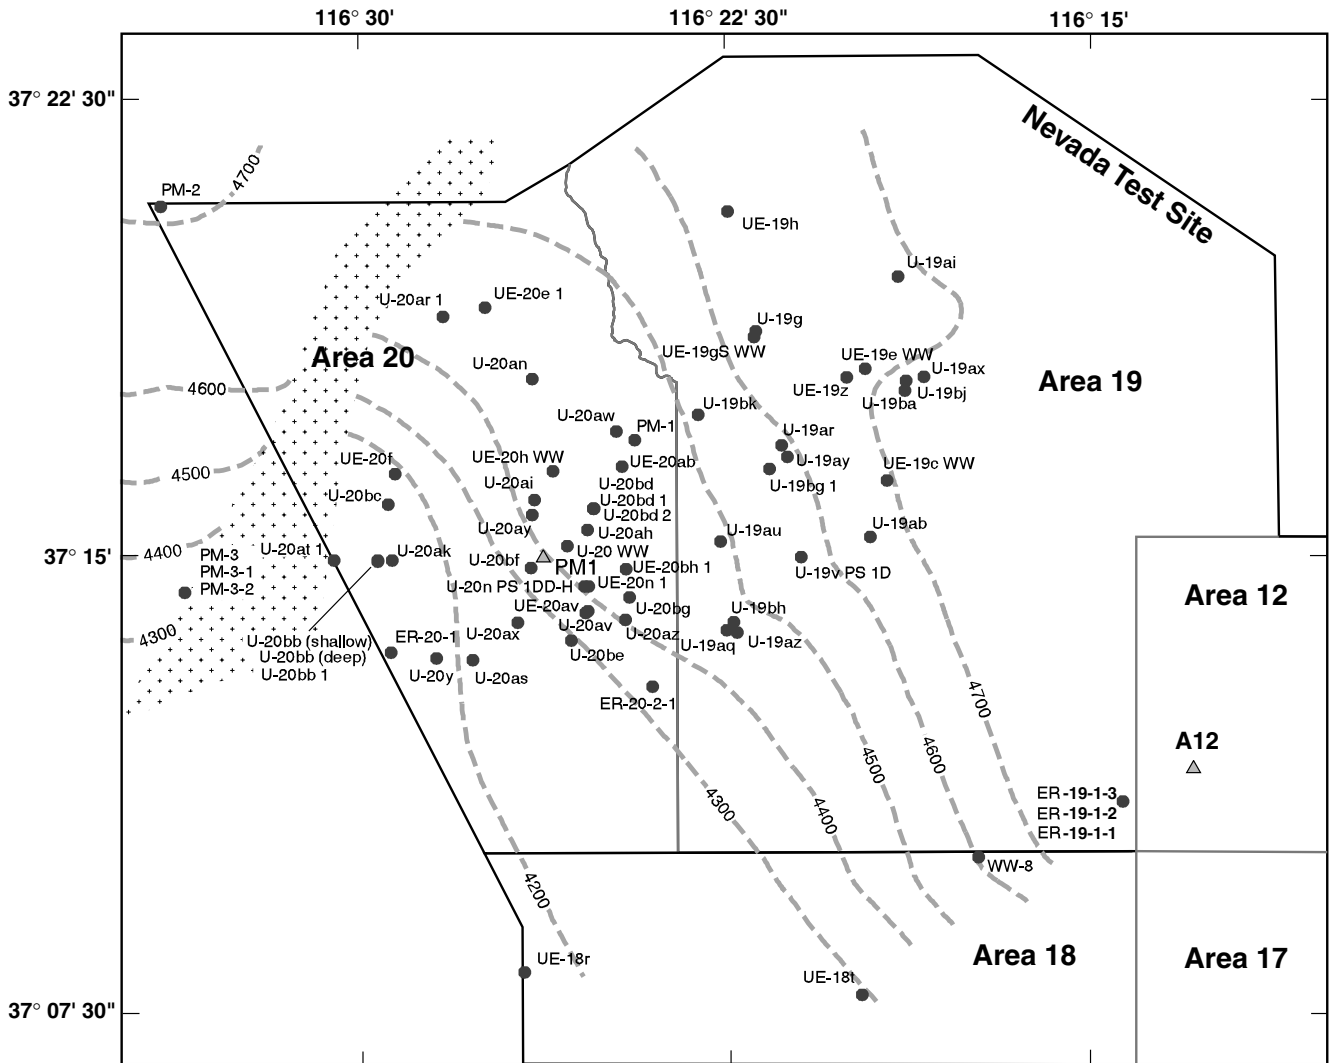 116° 30'
116° 22' 30"
116° 15'
37° 22' 30"
Nevada Test Site
4700
PM-2
UE-19h
U-19ai
UE-20e 1
U-20ar 1
U-19g
UE-19gS WW
Area 20
UE-19e WW
U-19ax
U-20an
UE-19z
Area 19
4600
U-19ba
U-19bj
U-19bk
U-20aw
PM-1
U-19ar
UE-20f
UE-20h WW
UE-20ab
U-19ay
UE-19c WW
4500
U-20ai
U-20bd
U-19bg 1
U-20bc
U-20bd 1
U-20bd 2
U-20ay
U-20ah
U-19au
U-19ab
37° 15'
4400
PM-3
U-20at 1
U-20ak
U-20 WW
PM-3-1
U-20bf
PM1
UE-20bh 1
U-19v PS 1D
PM-3-2
U-20n PS 1DD-H
UE-20n 1
Area 12
UE-20av
U-20bg
U-19bh
4300
U-20bb (shallow)
ER-20-1
U-20ax
U-20av
U-20az
U-19aq
U-19az
U-20bb (deep)
U-20be
U-20bb 1
U-20y
U-20as
4700
ER-20-2-1
A12
4600
4500
4300
4400
ER-19-1-3
ER-19-1-2
ER-19-1-1
WW-8
4200
UE-18r
Area 18
Area 17
UE-18t
37° 07' 30"